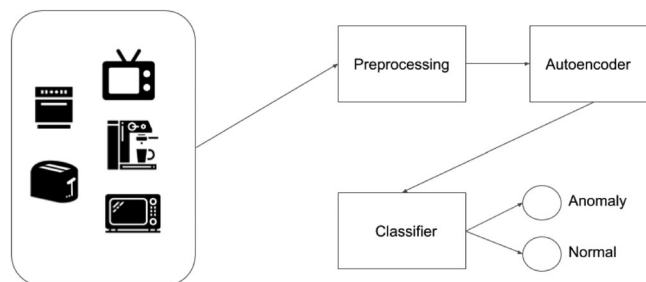 Preprocessing
Autoencoder
Classifier
Anomaly
Normal